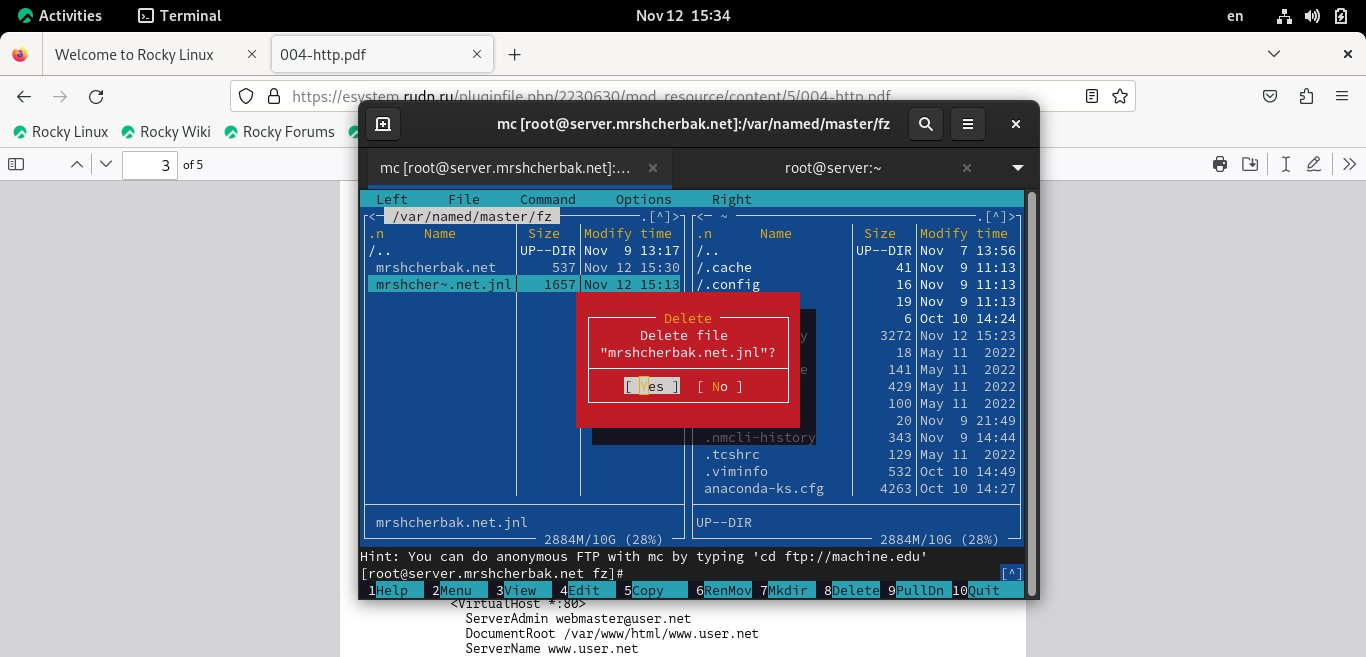 Activities Terminal Nov 12 15:34 en
Welcome to Rocky Linux × 004-http.pdf × +
https://esystem.rudn.ru/pluginfile.php/2230630/mod_resource/content/5/004-http.pdf
Rocky Linux Rocky Wiki Rocky Forums
3 of 5
mc [root@server.mrshcherbak.net]:/var/named/master/fz
mc [root@server.mrshcherbak.net]:... × root@server:~ ×
Left File Command Options Right
<─ /var/named/master/fz ─.[^]>
.n Name Size Modify time
/.. UP--DIR Nov 9 13:17
mrshcherbak.net 537 Nov 12 15:30
mrshcher~.net.jnl 1657 Nov 12 15:13
mrshcherbak.net.jnl
2884M/10G (28%)
<─ ~ ─.[^]>
.n Name Size Modify time
/.. UP--DIR Nov 7 13:56
/.cache 41 Nov 9 11:13
/.config 16 Nov 9 11:13
19 Nov 9 11:13
6 Oct 10 14:24
y 3272 Nov 12 15:23
18 May 11 2022
e 141 May 11 2022
429 May 11 2022
100 May 11 2022
20 Nov 9 21:49
.nmcli-history 343 Nov 9 14:44
.tcshrc 129 May 11 2022
.viminfo 532 Oct 10 14:49
anaconda-ks.cfg 4263 Oct 10 14:27
UP--DIR
2884M/10G (28%)
Delete
Delete file
"mrshcherbak.net.jnl"?
[ Yes ] [ No ]
Hint: You can do anonymous FTP with mc by typing 'cd ftp://machine.edu'
[root@server.mrshcherbak.net fz]# [^]
1Help 2Menu 3View 4Edit 5Copy 6RenMov 7Mkdir 8Delete 9PullDn 10Quit
<VirtualHost *:80>
ServerAdmin webmaster@user.net
DocumentRoot /var/www/html/www.user.net
ServerName www.user.net